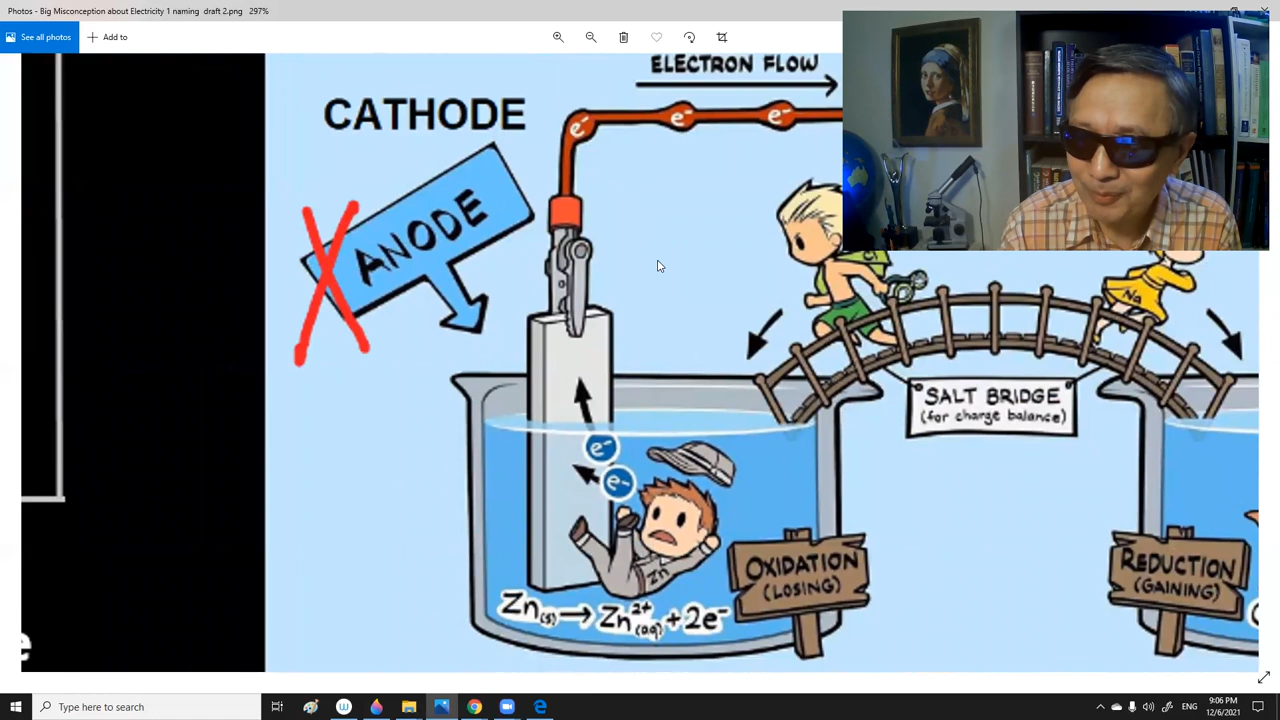 Photos - Big Misconception about Electricity 1 naming draft 2.png 297%
See all photos
Add to
ELECTRON FLOW
CATHODE
e-
e-
e-
ANODE
Na
SALT BRIDGE
(for charge balance)
e-
e-
Zn
OXIDATION
(LOSING)
REDUCTION
(GAINING)
Zn(s) → Zn2+(aq) + 2e-
e
Type here to search
ENG
9:06 PM
12/6/2021